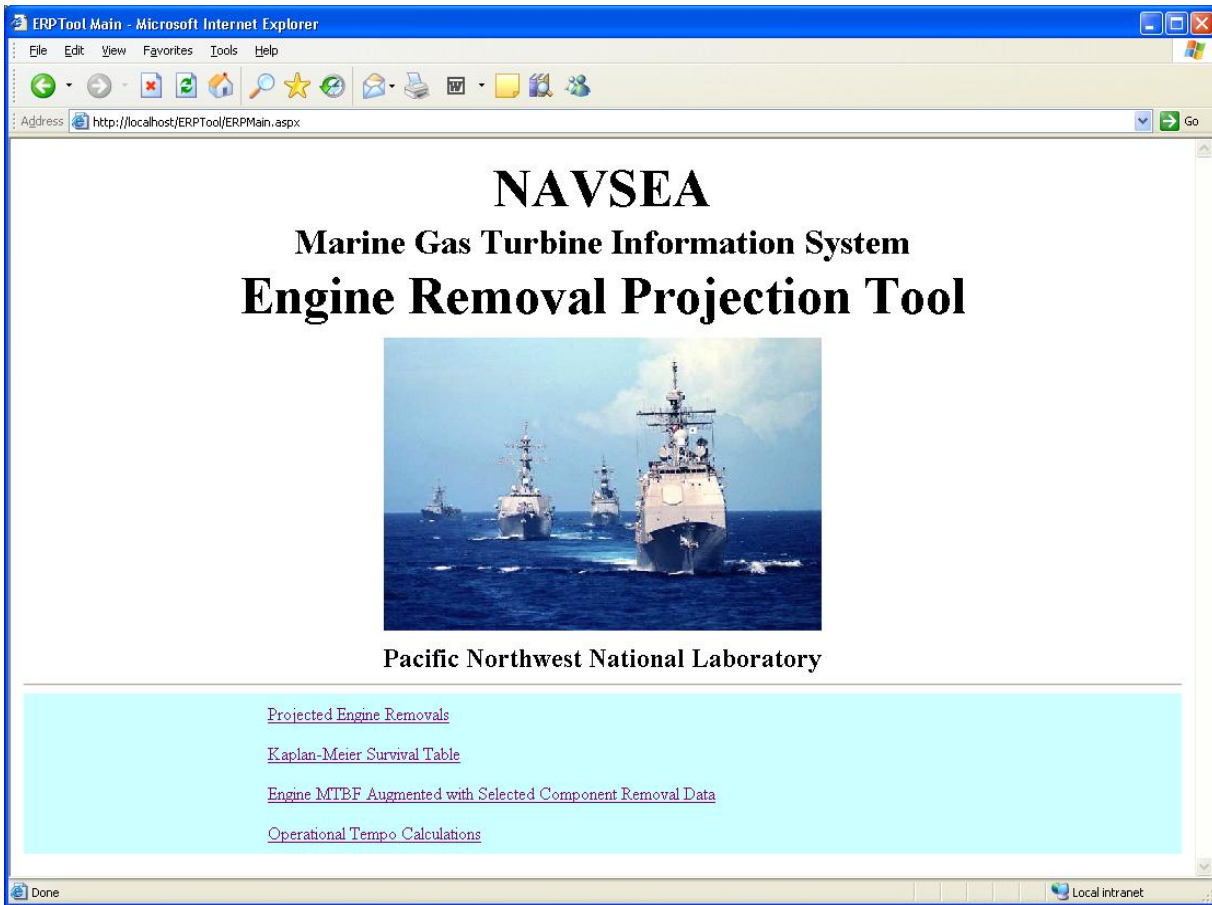 ERPTool Main - Microsoft Internet Explorer
File Edit View Favorites Tools Help
Address http://localhost/ERPTool/ERPMain.aspx Go
NAVSEA
Marine Gas Turbine Information System
Engine Removal Projection Tool
Pacific Northwest National Laboratory
Projected Engine Removals
Kaplan-Meier Survival Table
Engine MTBF Augmented with Selected Component Removal Data
Operational Tempo Calculations
Done Local intranet